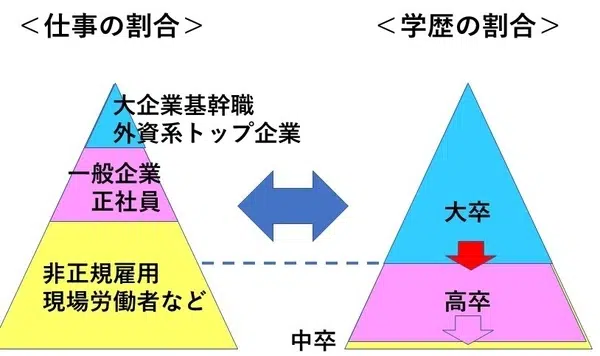 ＜仕事の割合＞
＜学歴の割合＞
大企業基幹職
外資系トップ企業
一般企業
正社員
大卒
非正規雇用
現場労働者など
高卒
中卒